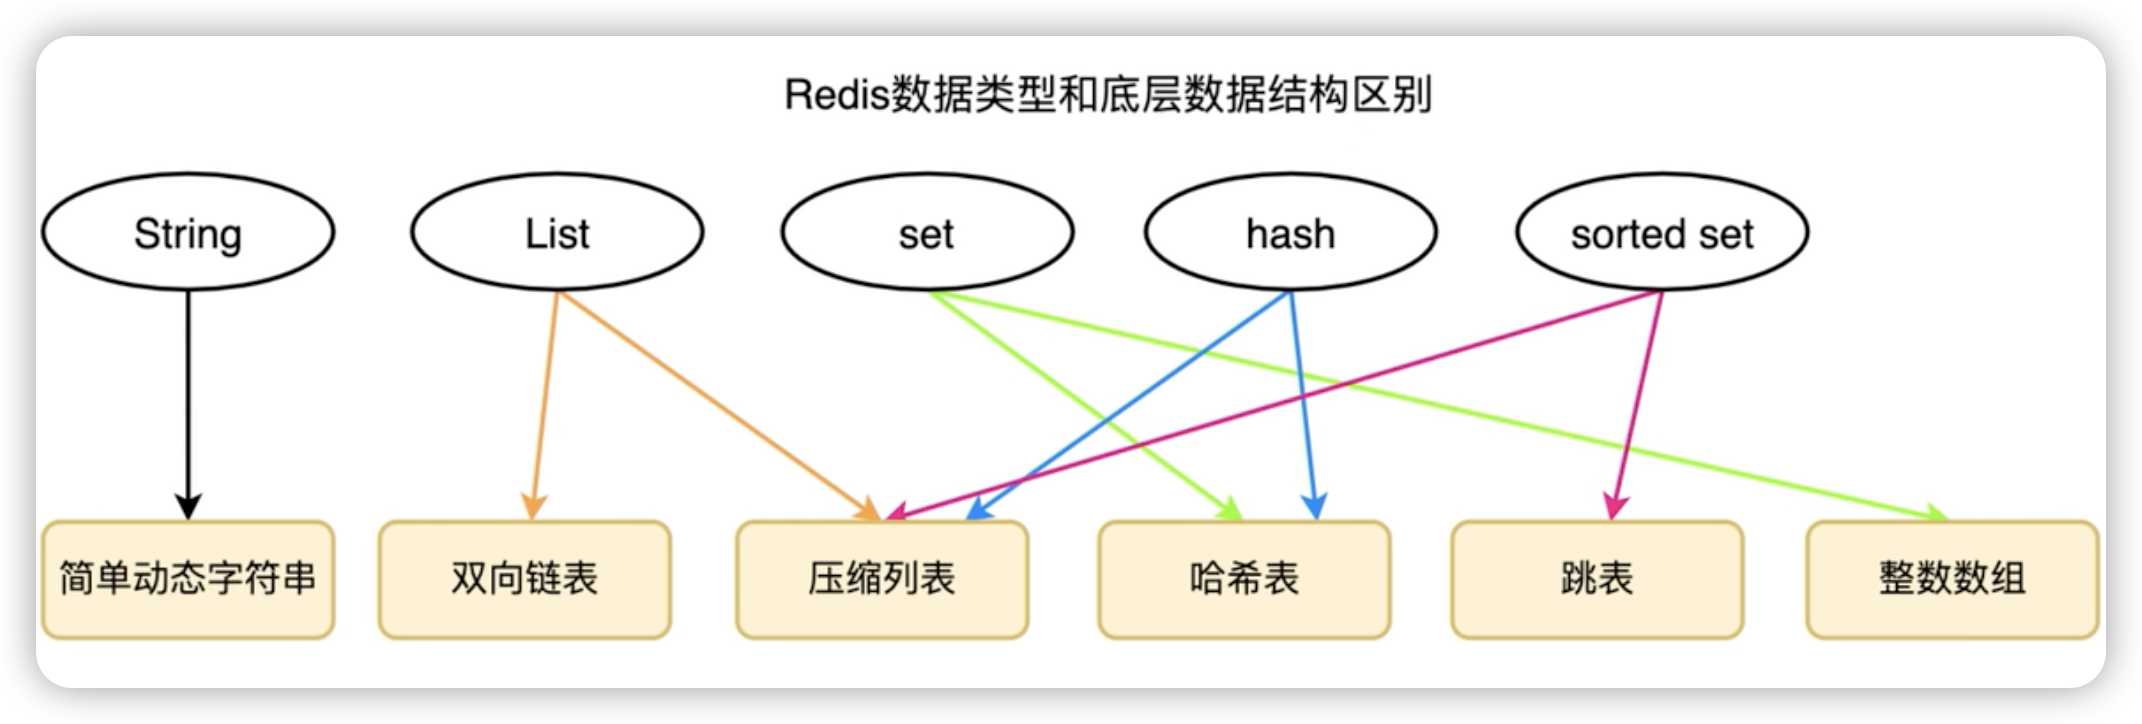 Redis数据类型和底层数据结构区别
String
List
set
hash
sorted set
简单动态字符串
双向链表
压缩列表
哈希表
跳表
整数数组